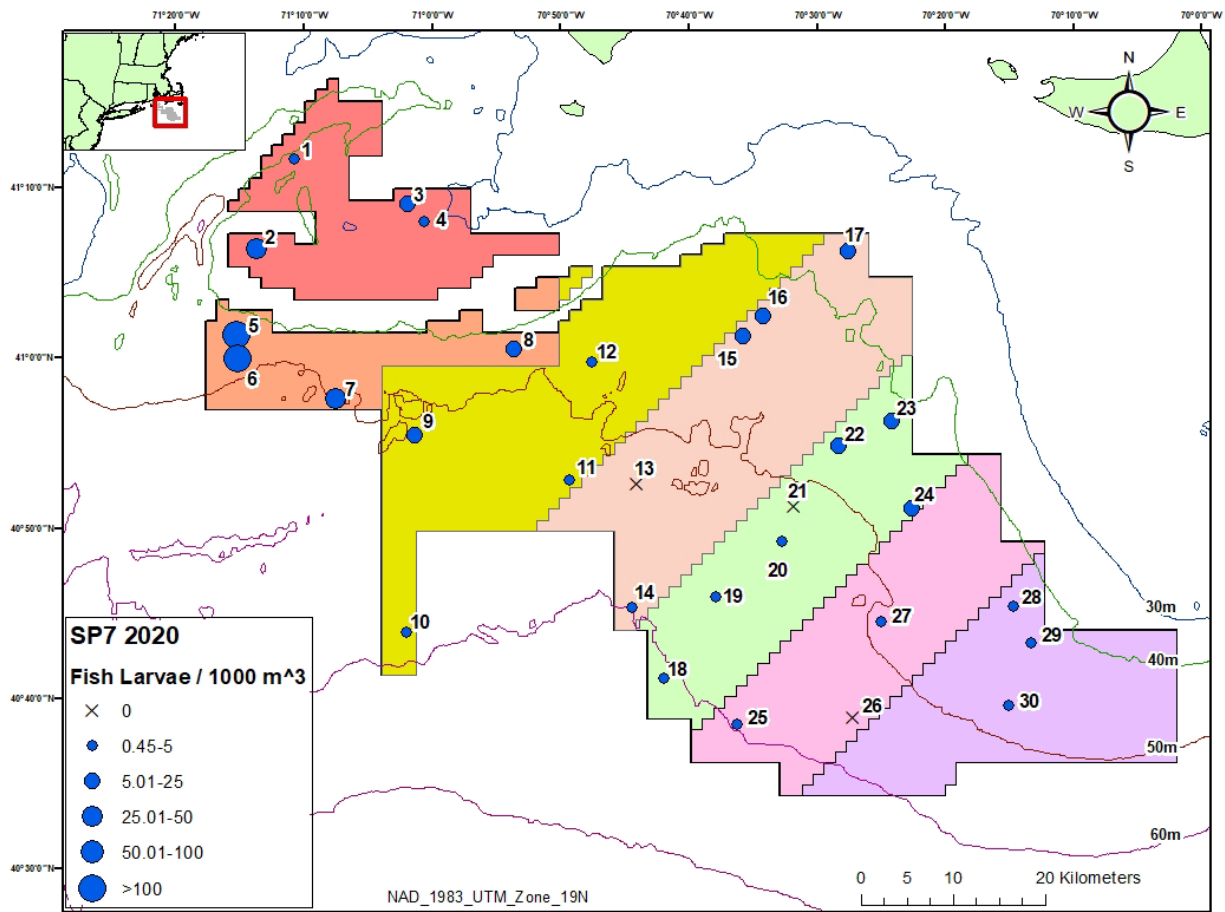 71°20'0"W 71°10'0"W 71°0'0"W 70°50'0"W 70°40'0"W 70°30'0"W 70°20'0"W 70°10'0"W 70°0'0"W
N
W E
S
1
41°10'0"N
3
4
2
17
16
5
8
41°0'0"N
12
15
6
7
23
9
22
11
13
21
24
40°50'0"N
20
14
19
28
30m
27
29
SP7 2020
10
40m
Fish Larvae / 1000 m^3
18
40°40'0"N
0
25
26
30
0.45-5
50m
5.01-25
25.01-50
60m
50.01-100
40°30'0"N
0 5 10 20 Kilometers
>100
NAD_1983_UTM_Zone_19N